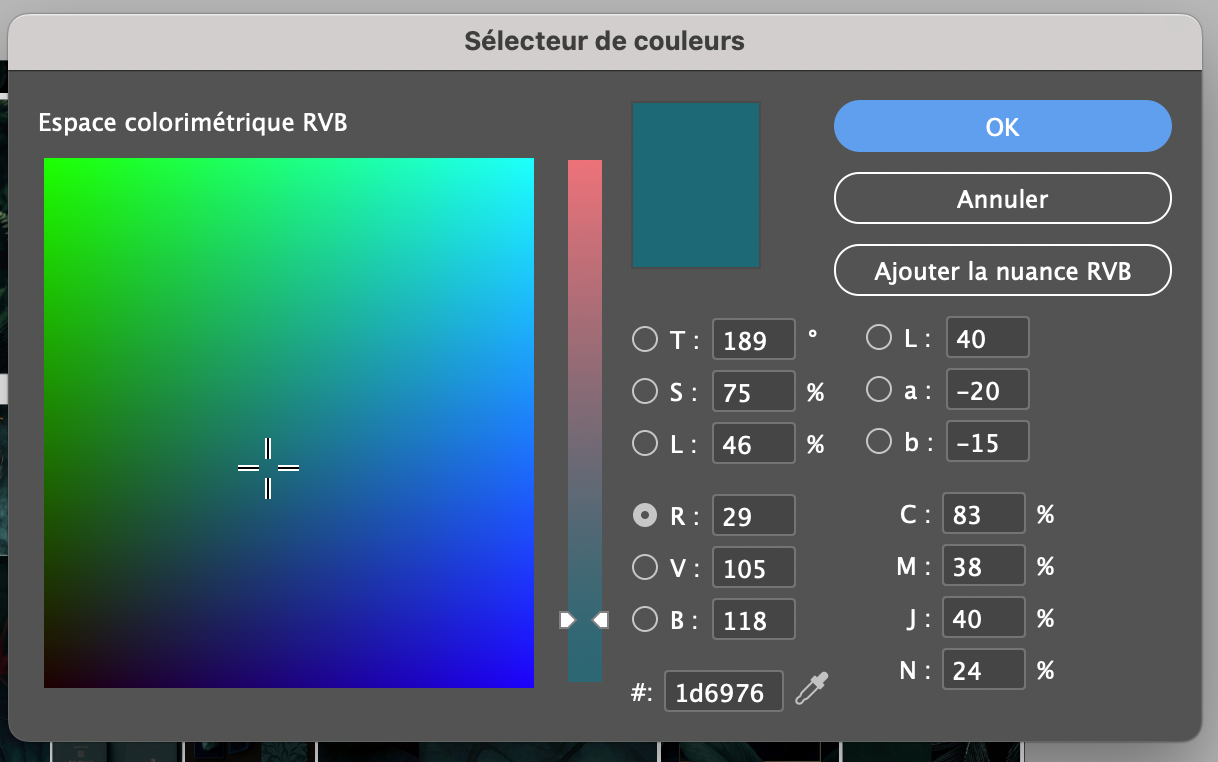 Sélecteur de couleurs
Espace colorimétrique RVB
OK
Annuler
Ajouter la nuance RVB
T : 189 °
S : 75 %
L : 46 %
L : 40
a : -20
b : -15
R : 29
V : 105
B : 118
C : 83 %
M : 38 %
J : 40 %
N : 24 %
#: 1d6976